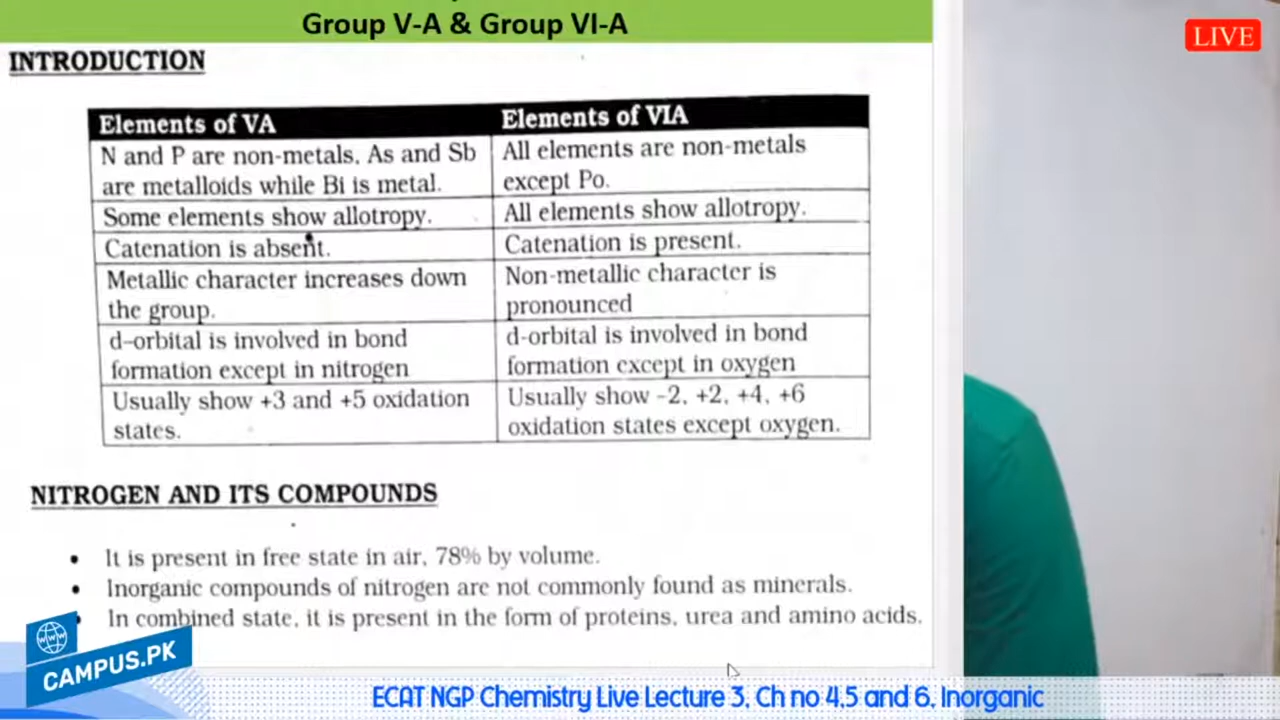 Group V-A & Group VI-A
LIVE
INTRODUCTION
Elements of VA
Elements of VIA
N and P are non-metals. As and Sb
are metalloids while Bi is metal.
All elements are non-metals
except Po.
Some elements show allotropy.
All elements show allotropy.
Catenation is absent.
Catenation is present.
Metallic character increases down
the group.
Non-metallic character is
pronounced
d-orbital is involved in bond
formation except in nitrogen
d-orbital is involved in bond
formation except in oxygen
Usually show +3 and +5 oxidation
states.
Usually show -2, +2, +4, +6
oxidation states except oxygen.
NITROGEN AND ITS COMPOUNDS
• It is present in free state in air, 78% by volume.
• Inorganic compounds of nitrogen are not commonly found as minerals.
• In combined state, it is present in the form of proteins, urea and amino acids.
WWW
CAMPUS.PK
ECAT NGP Chemistry Live Lecture 3, Ch no 4,5 and 6, Inorganic